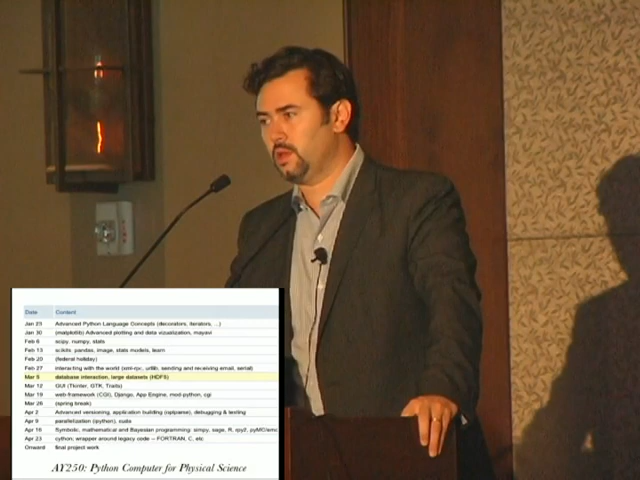 Date Content
Jan 23 Advanced Python Language Concepts (decorators, iterators, ...)
Jan 30 (matplotlib) Advanced plotting and data vizualization, mayavi
Feb 6 scipy, numpy, stats
Feb 13 scikits: pandas, image, stats models, learn
Feb 20 (federal holiday)
Feb 27 interacting with the world (xml-rpc, urllib, sending and receiving email, serial)
Mar 5 database interaction, large datasets (HDF5)
Mar 12 GUI (Tkinter, GTK, Traits)
Mar 19 web-framework (CGI), Django, App Engine, mod-python, cgi
Mar 26 (spring break)
Apr 2 Advanced versioning, application building (optparse), debugging & testing
Apr 9 parallelization (ipython), cuda
Apr 16 Symbolic, mathematical and Bayesian programming: simpy, sage, R, rpy2, pyMC/emc
Apr 23 cython; wrapper around legacy code -- FORTRAN, C, etc
Onward final project work
AY250: Python Computer for Physical Science